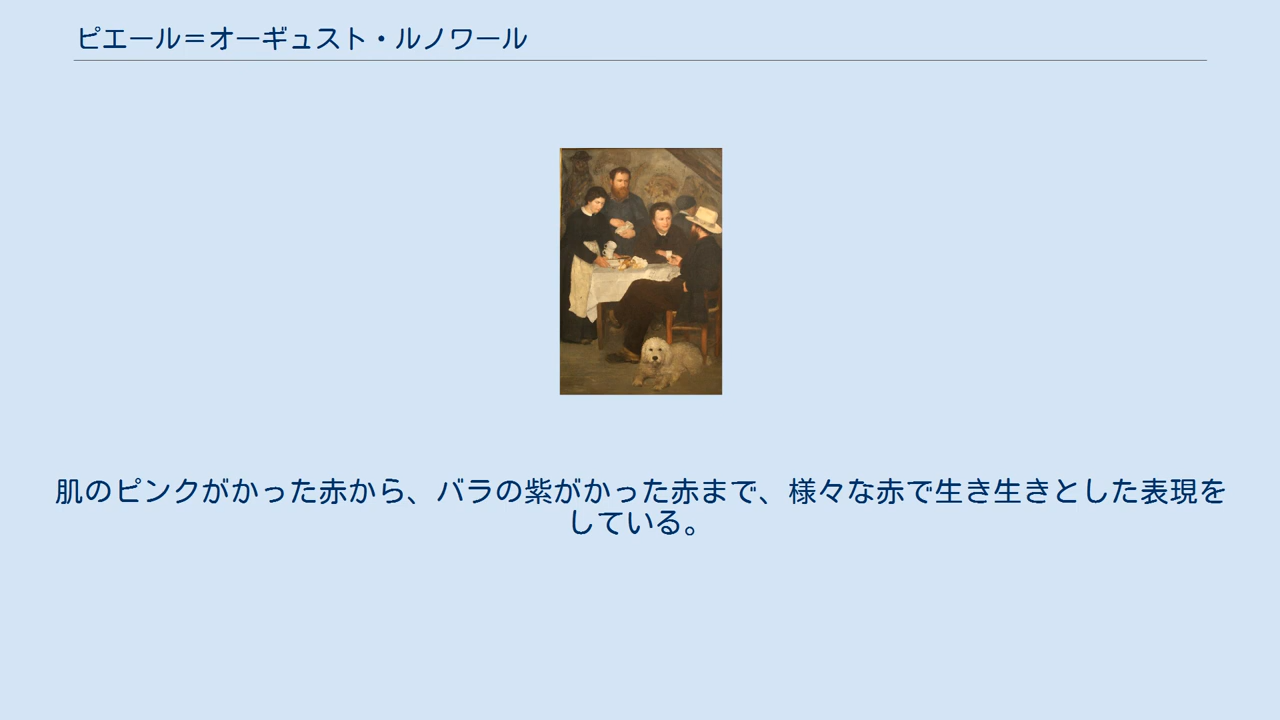 ピエール＝オーギュスト・ルノワール
肌のピンクがかった赤から、バラの紫がかった赤まで、様々な赤で生き生きとした表現を
している。